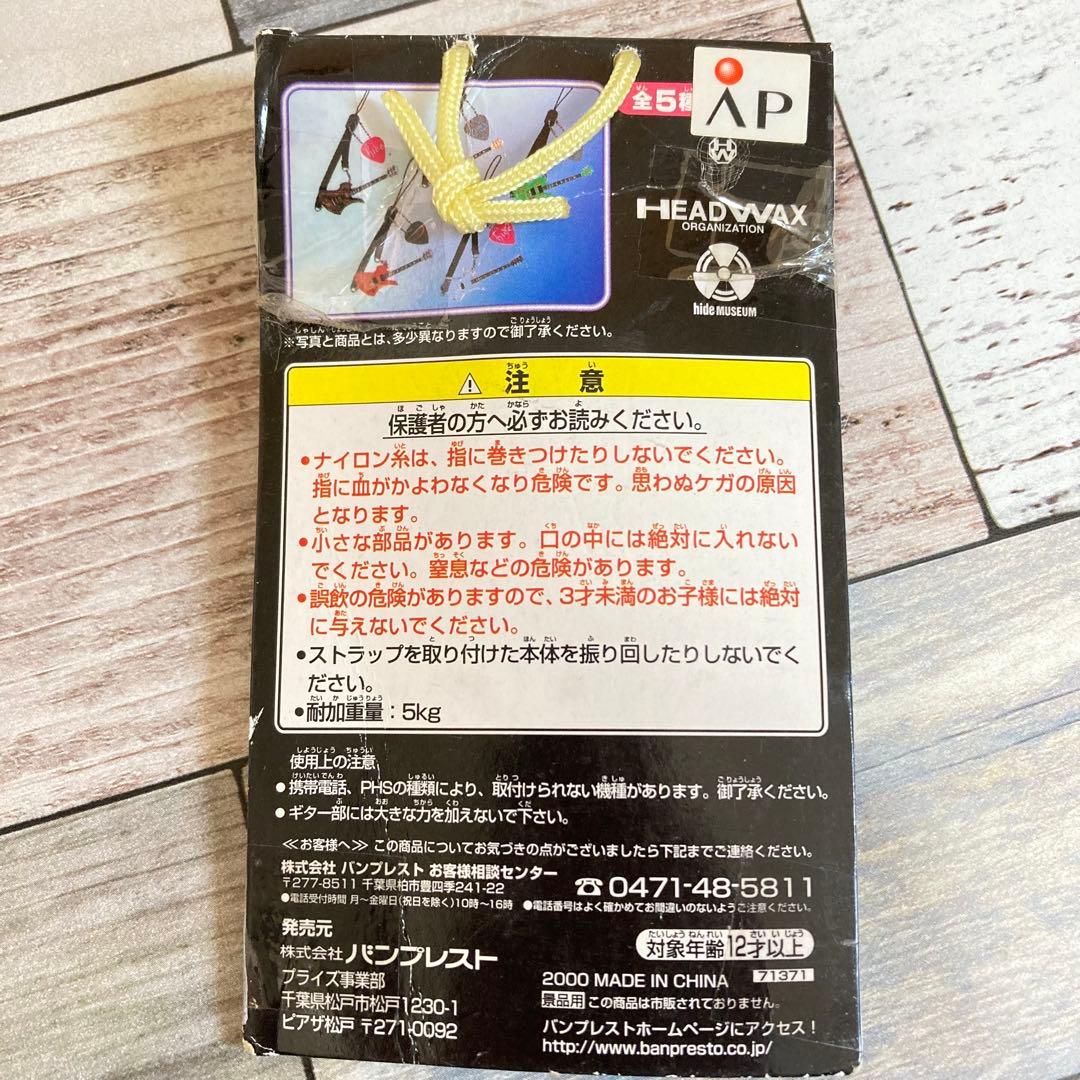 全5種
AP
HW
HEADWAX
ORGANIZATION
hide MUSEUM
hide
※写真と商品とは、多少異なりますので御了承ください。
⚠ 注意
保護者の方へ必ずお読みください。
●ナイロン糸は、指に巻きつけたりしないでください。
指に血がかよわなくなり危険です。思わぬケガの原因
となります。
●小さな部品があります。口の中には絶対に入れない
でください。窒息などの危険があります。
●誤飲の危険がありますので、3才未満のお子様には絶対
に与えないでください。
●ストラップを取り付けた本体を振り回したりしないでく
ださい。
●耐加重量：5kg
使用上の注意
●携帯電話、PHSの種類により、取付けられない機種があります。御了承ください。
●ギター部には大きな力を加えないで下さい。
≪お客様へ≫ この商品についてお気づきの点がございましたら下記までご連絡ください。
株式会社 バンプレスト お客様相談センター
〒277-8511 千葉県柏市豊四季241-22
☎0471-48-5811
●電話受付時間 月～金曜日(祝日を除く)10時～16時 ●電話番号はよく確かめてお間違いのないようご注意ください。
発売元
株式会社 バンプレスト
プライズ事業部
千葉県松戸市松戸1230-1
ピアザ松戸 〒271-0092
対象年齢12才以上
71371
2000 MADE IN CHINA
景品用 この商品は市販されておりません。
バンプレストホームページにアクセス！
http://www.banpresto.co.jp/